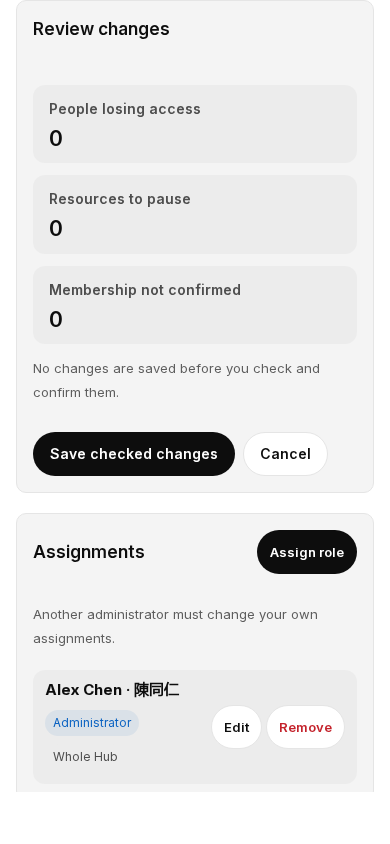 Review changes
People losing access
0
Resources to pause
0
Membership not confirmed
0
No changes are saved before you check and
confirm them.
Save checked changes
Cancel
Assignments
Assign role
Another administrator must change your own
assignments.
Alex Chen · 陳同仁
Administrator
Edit
Remove
Whole Hub